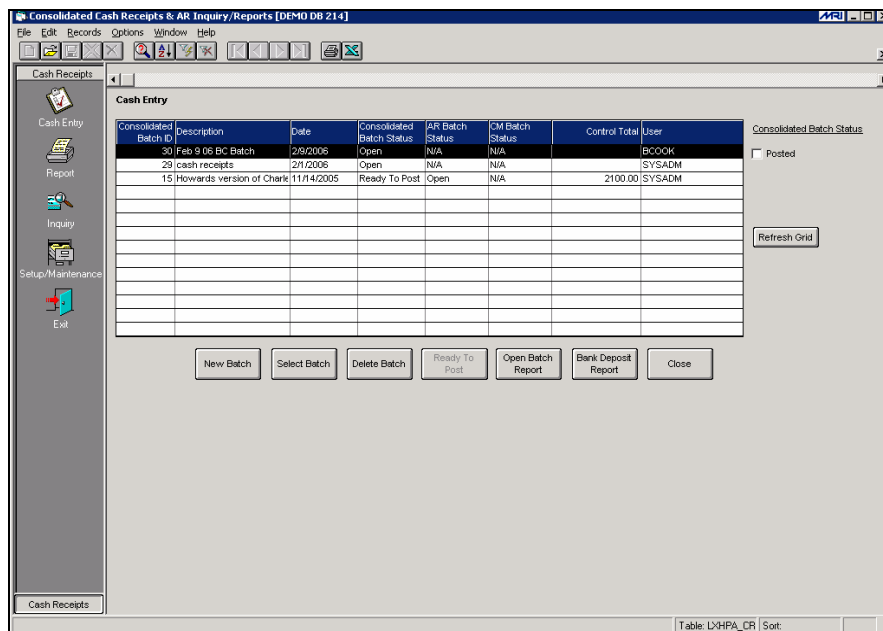 Consolidated Cash Receipts & AR Inquiry/Reports [DEMO DB 214]
MRI
File Edit Records Options Window Help
Cash Receipts
Cash Entry
Report
Inquiry
Setup/Maintenance
Exit
Cash Receipts
Cash Entry
Consolidated Batch ID Description Date Consolidated Batch Status AR Batch Status CM Batch Status Control Total User
30 Feb 9 06 BC Batch 2/9/2006 Open N/A N/A BCOOK
29 cash receipts 2/1/2006 Open N/A N/A SYSADM
15 Howards version of Charle 11/14/2005 Ready To Post Open N/A 2100.00 SYSADM
Consolidated Batch Status
Posted
Refresh Grid
New Batch Select Batch Delete Batch Ready To Post Open Batch Report Bank Deposit Report Close
Table: LXHPA_CR Sort: